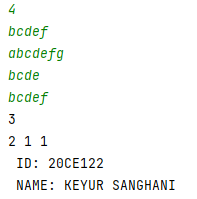 4
bcdef
abcdefg
bcde
bcdef
3
2 1 1
ID: 20CE122
NAME: KEYUR SANGHANI